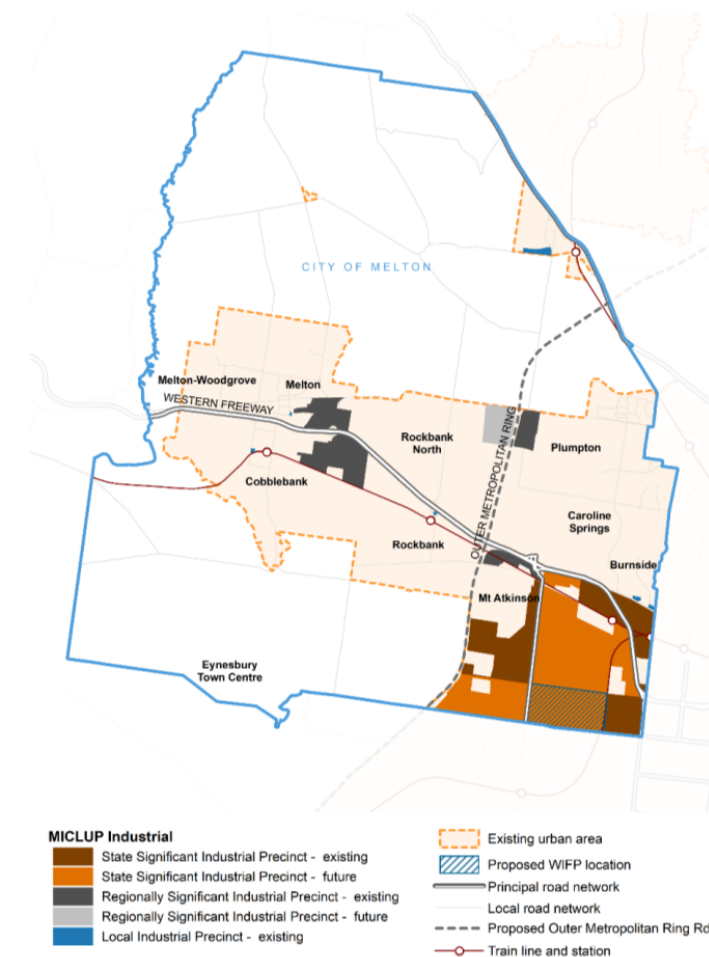 CITY OF MELTON
Melton-Woodgrove
Melton
WESTERN FREEWAY
Rockbank
North
OUTER METROPOLITAN RING
Plumpton
Cobblebank
Caroline
Springs
Rockbank
Burnside
Mt Atkinson
Eynesbury
Town Centre
MICLUP Industrial
State Significant Industrial Precinct - existing
State Significant Industrial Precinct - future
Regionally Significant Industrial Precinct - existing
Regionally Significant Industrial Precinct - future
Local Industrial Precinct - existing
Existing urban area
Proposed WIFP location
Principal road network
Local road network
Proposed Outer Metropolitan Ring Rd
Train line and station